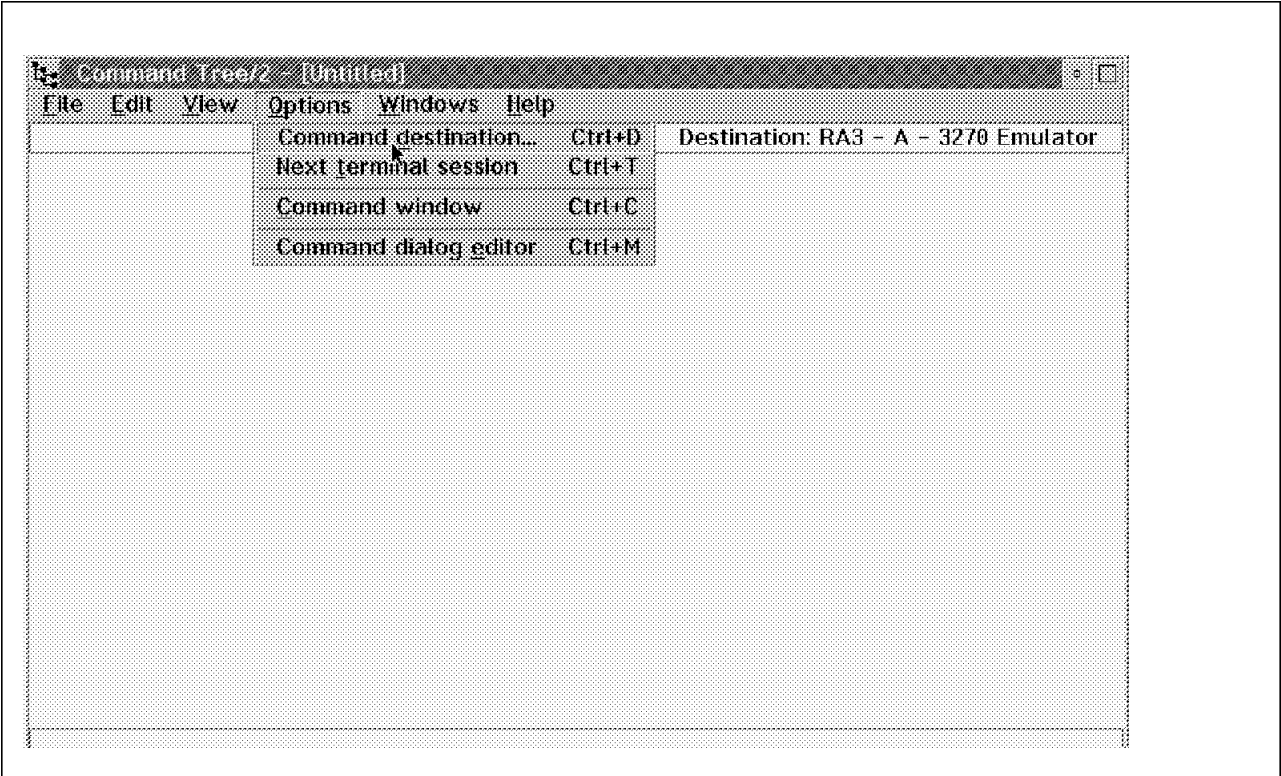 Command Tree/2 - [Untitled]
File Edit View Options Windows Help
Command destination... Ctrl+D Destination: RA3 - A - 3270 Emulator
Next terminal session Ctrl+T
Command window Ctrl+C
Command dialog editor Ctrl+M